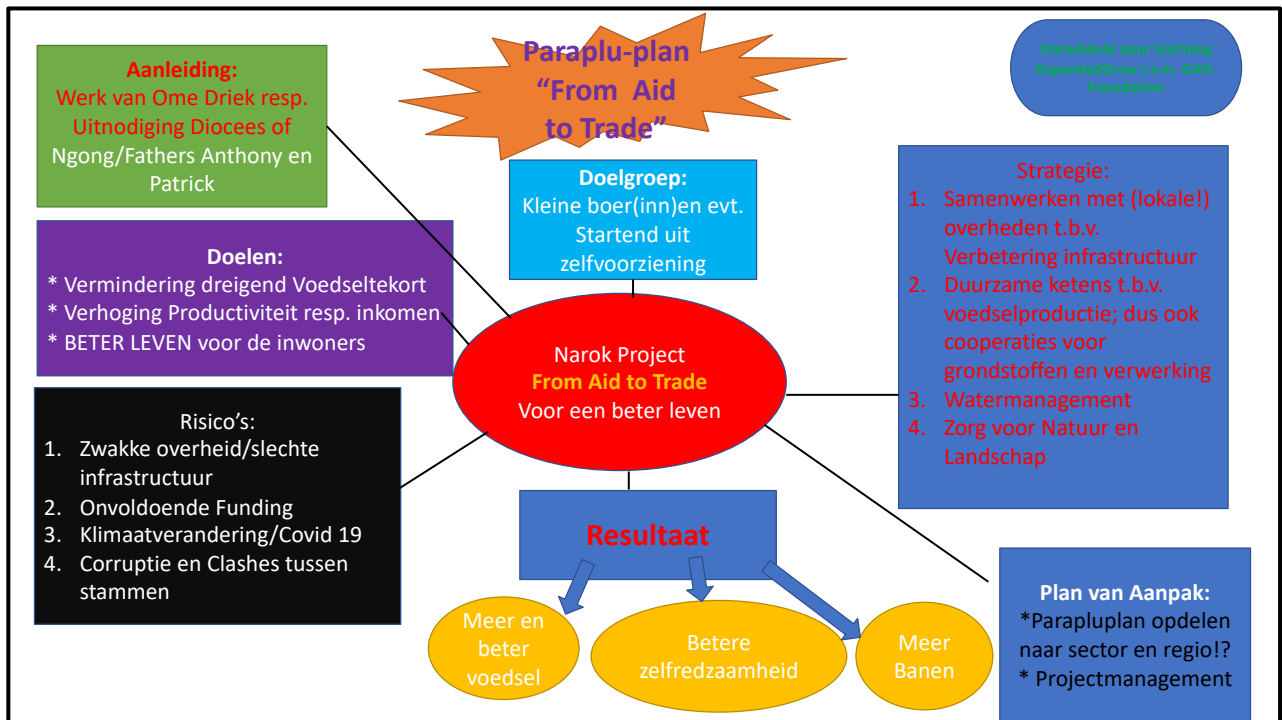 Paraplu-plan
“From Aid
to Trade”
Ontwikkeld door Stichting
Kupanda2Grow i.s.m. GAD-
Foundation
Aanleiding:
Werk van Ome Driek resp.
Uitnodiging Diocees of
Ngong/Fathers Anthony en
Patrick
Doelgroep:
Kleine boer(inn)en evt.
Startend uit
zelfvoorziening
Strategie:
1. Samenwerken met (lokale!)
overheden t.b.v.
Verbetering infrastructuur
2. Duurzame ketens t.b.v.
voedselproductie; dus ook
cooperaties voor
grondstoffen en verwerking
3. Watermanagement
4. Zorg voor Natuur en
Landschap
Doelen:
* Vermindering dreigend Voedseltekort
* Verhoging Productiviteit resp. inkomen
* BETER LEVEN voor de inwoners
Narok Project
From Aid to Trade
Voor een beter leven
Risico’s:
1. Zwakke overheid/slechte
infrastructuur
2. Onvoldoende Funding
3. Klimaatverandering/Covid 19
4. Corruptie en Clashes tussen
stammen
Resultaat
Meer en
beter
voedsel
Betere
zelfredzaamheid
Meer
Banen
Plan van Aanpak:
*Parapluplan opdelen
naar sector en regio!?
* Projectmanagement